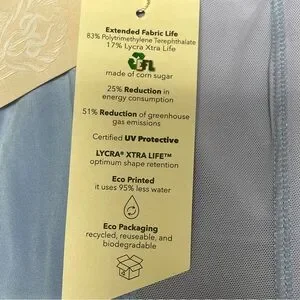 Extended Fabric Life
83% Polytrimethylene Terephthalate
17% Lycra Xtra Life
EFL
made of corn sugar
25% Reduction in
energy consumption
51% Reduction of greenhouse
gas emissions
Certified UV Protective
LYCRA® XTRA LIFE™
optimum shape retention
Eco Printed
it uses 95% less water
Eco Packaging
recycled, reuseable, and
biodegradable